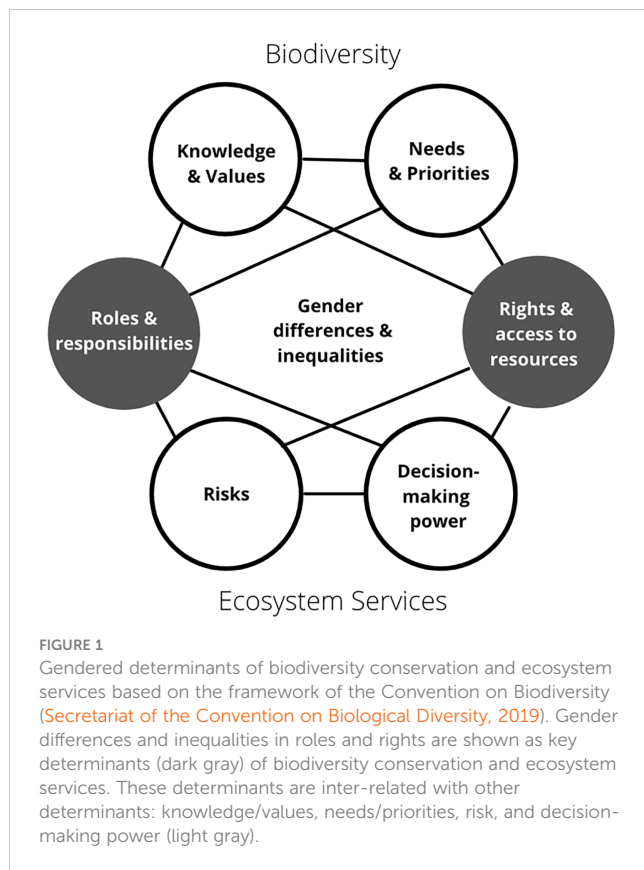 Biodiversity
Knowledge
& Values
Needs
& Priorities
Roles &
responsibilities
Gender
differences &
inequalities
Rights &
access to
resources
Risks
Decision-
making
power
Ecosystem Services
FIGURE 1
Gendered determinants of biodiversity conservation and ecosystem
services based on the framework of the Convention on Biodiversity
(Secretariat of the Convention on Biological Diversity, 2019). Gender
differences and inequalities in roles and rights are shown as key
determinants (dark gray) of biodiversity conservation and ecosystem
services. These determinants are inter-related with other
determinants: knowledge/values, needs/priorities, risk, and decision-
making power (light gray).